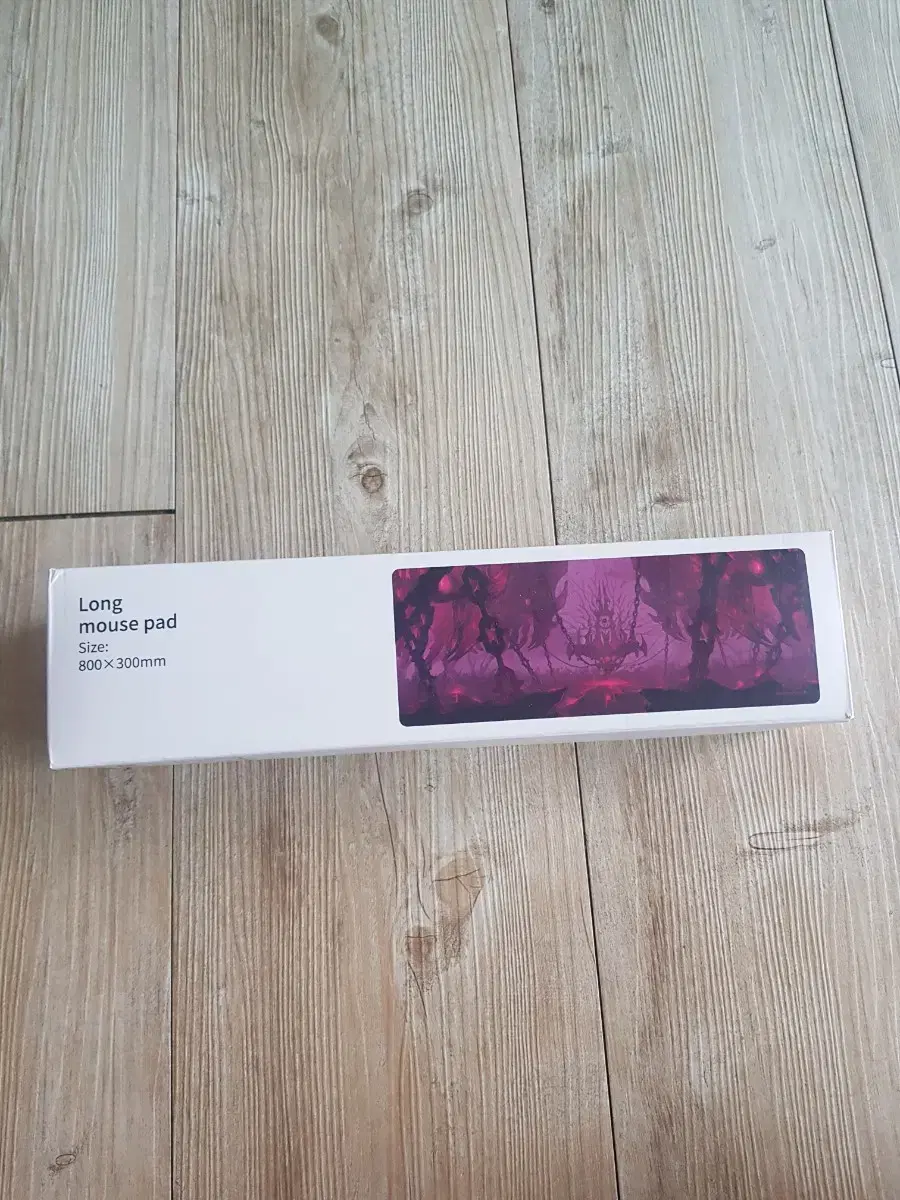 Long
mouse pad
Size:
800×300mm